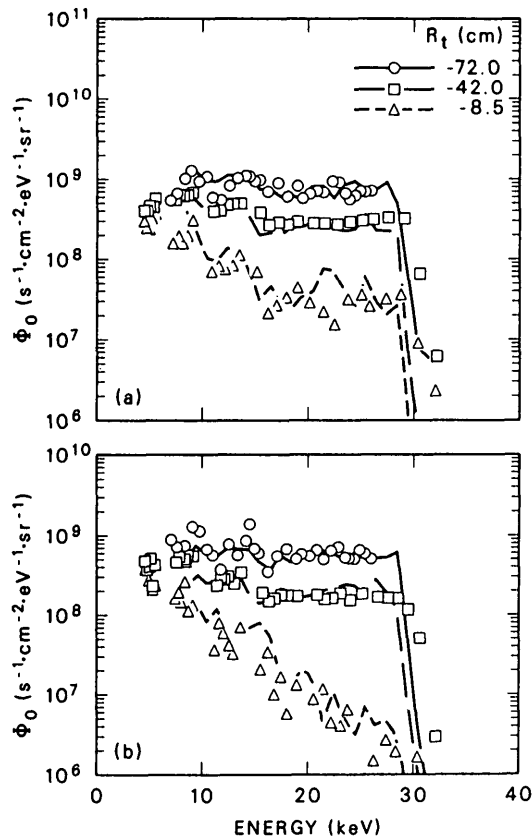 10¹¹
R_t (cm)
-72.0
-42.0
-8.5
10¹⁰
10⁹
10⁸
10⁷
10⁶
Φ₀ (s⁻¹·cm⁻²·eV⁻¹·sr⁻¹)
(a)
10¹⁰
10⁹
10⁸
10⁷
10⁶
Φ₀ (s⁻¹·cm⁻²·eV⁻¹·sr⁻¹)
(b)
0 10 20 30 40
ENERGY (keV)